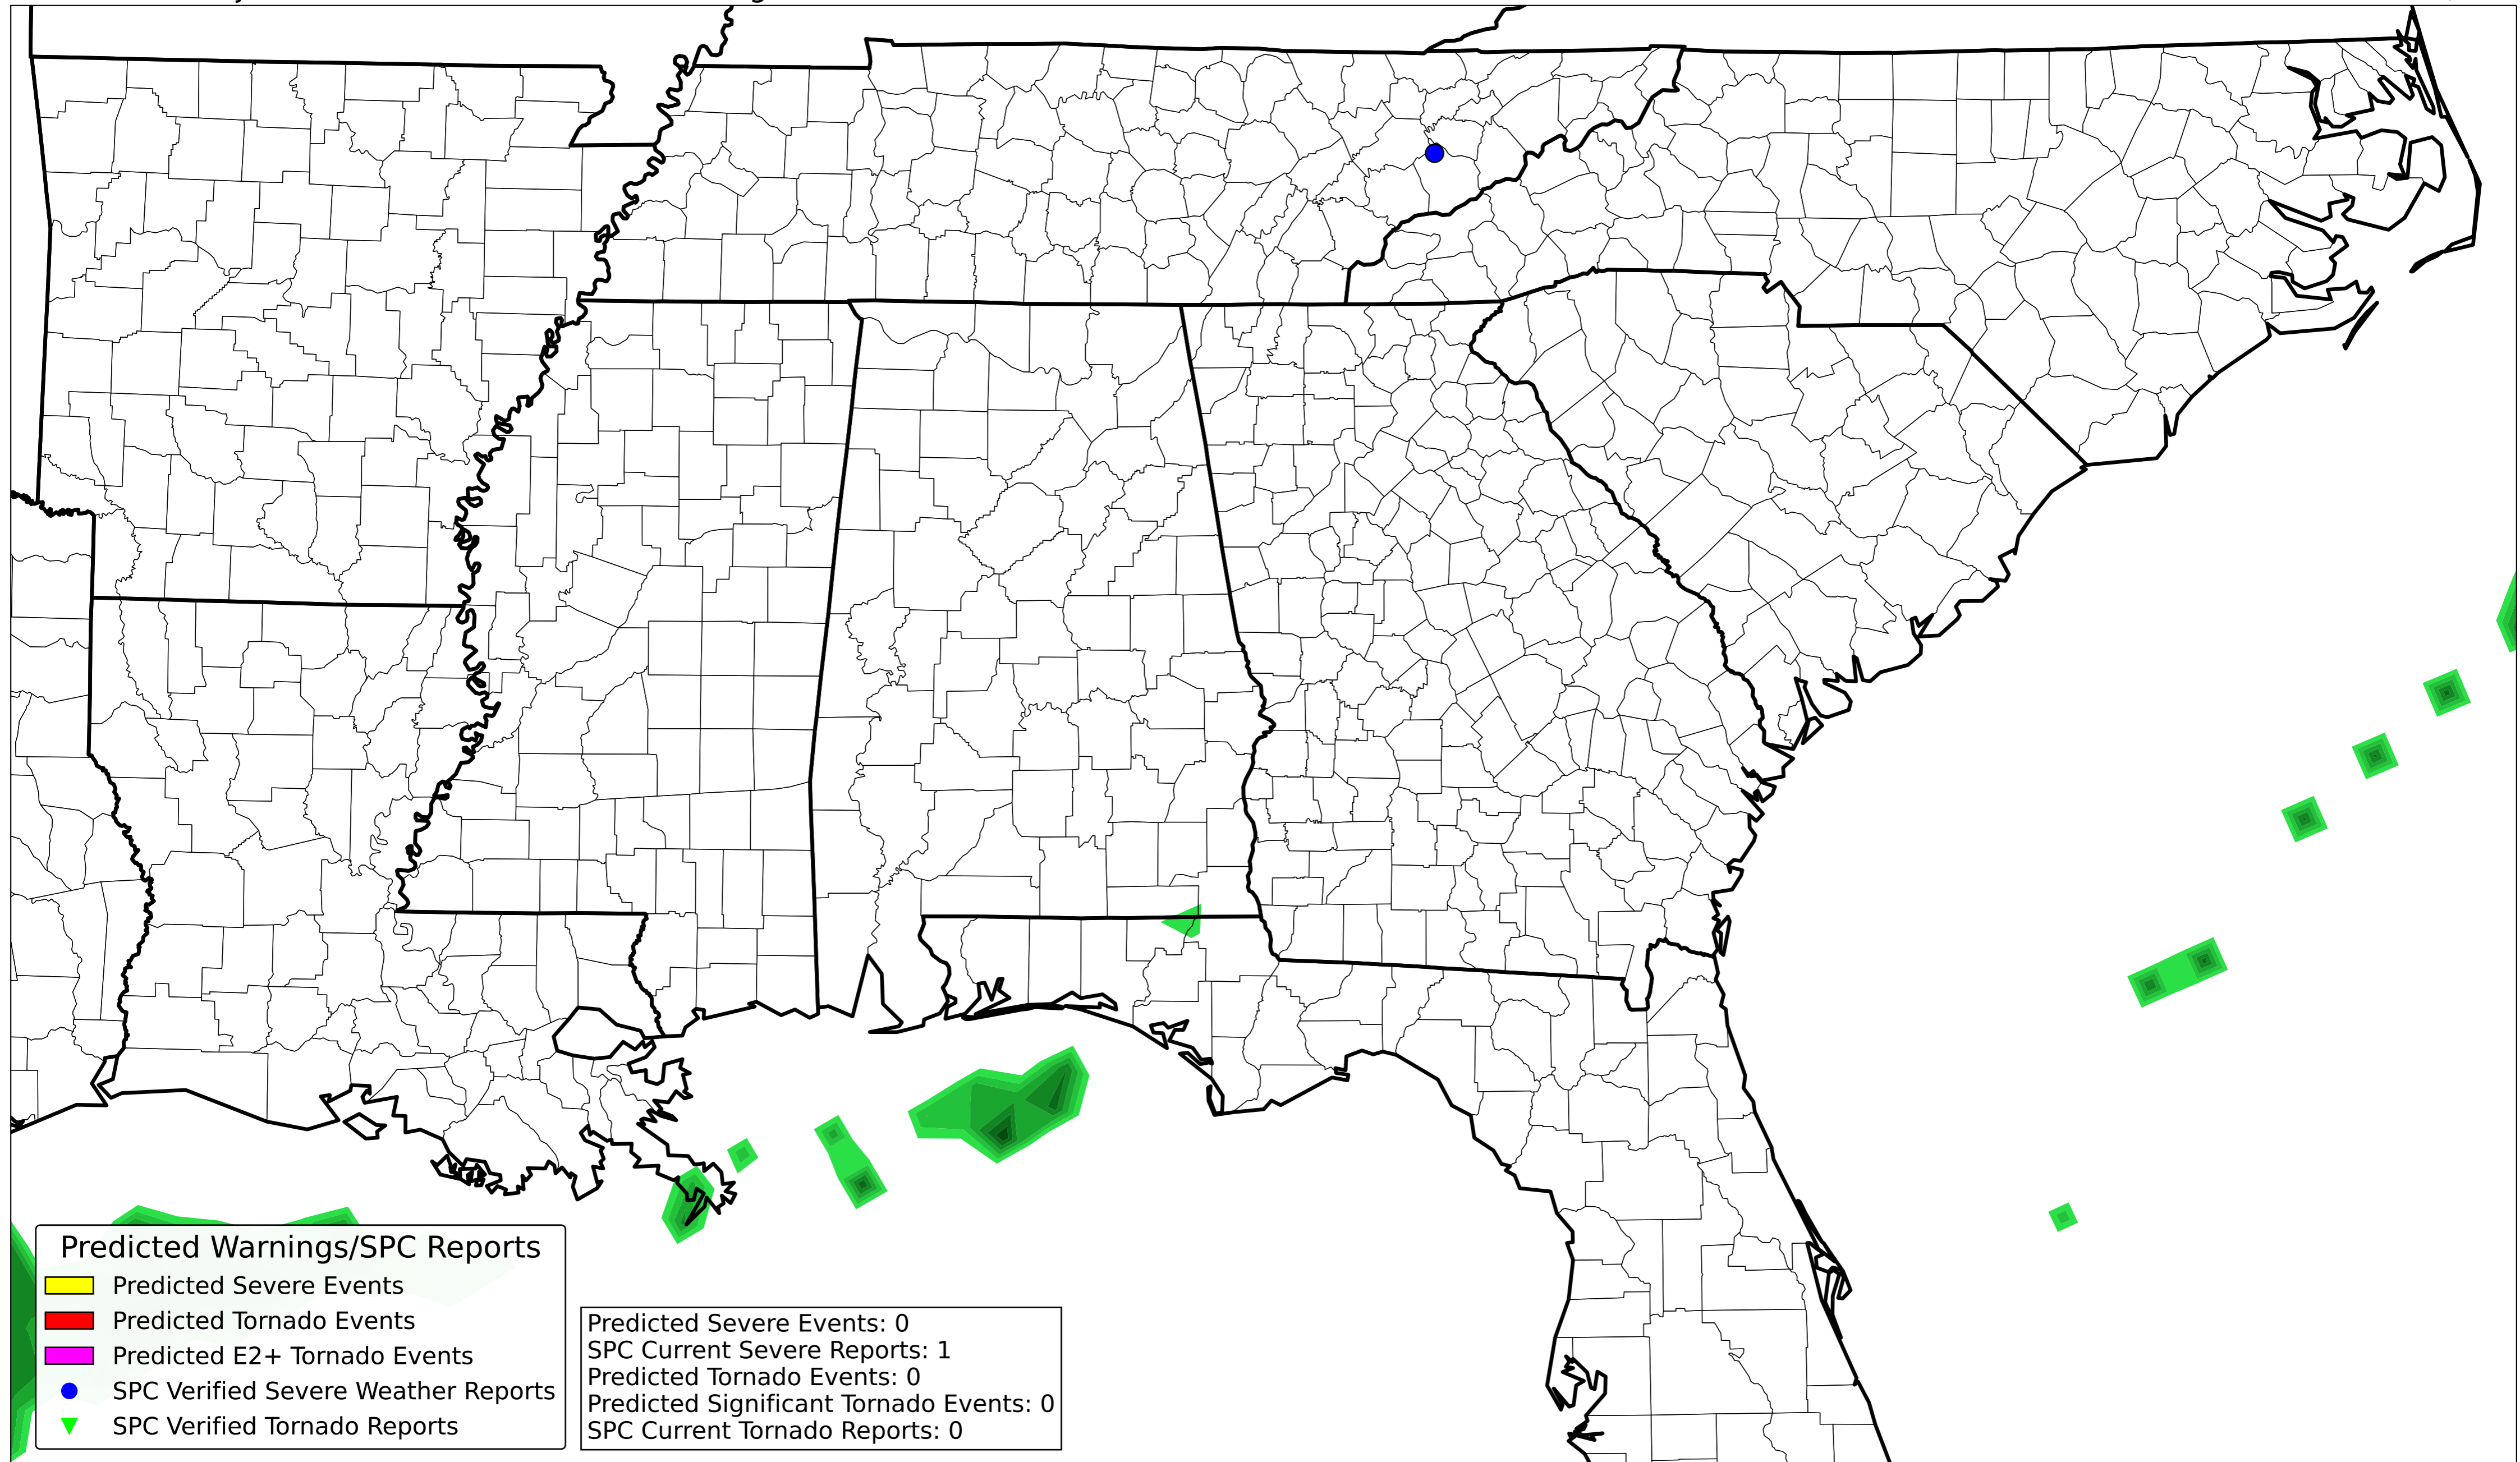 Predicted Warnings/SPC Reports
Predicted Severe Events
Predicted Tornado Events
Predicted E2+ Tornado Events
SPC Verified Severe Weather Reports
SPC Verified Tornado Reports
Predicted Severe Events: 0
SPC Current Severe Reports: 1
Predicted Tornado Events: 0
Predicted Significant Tornado Events: 0
SPC Current Tornado Reports: 0